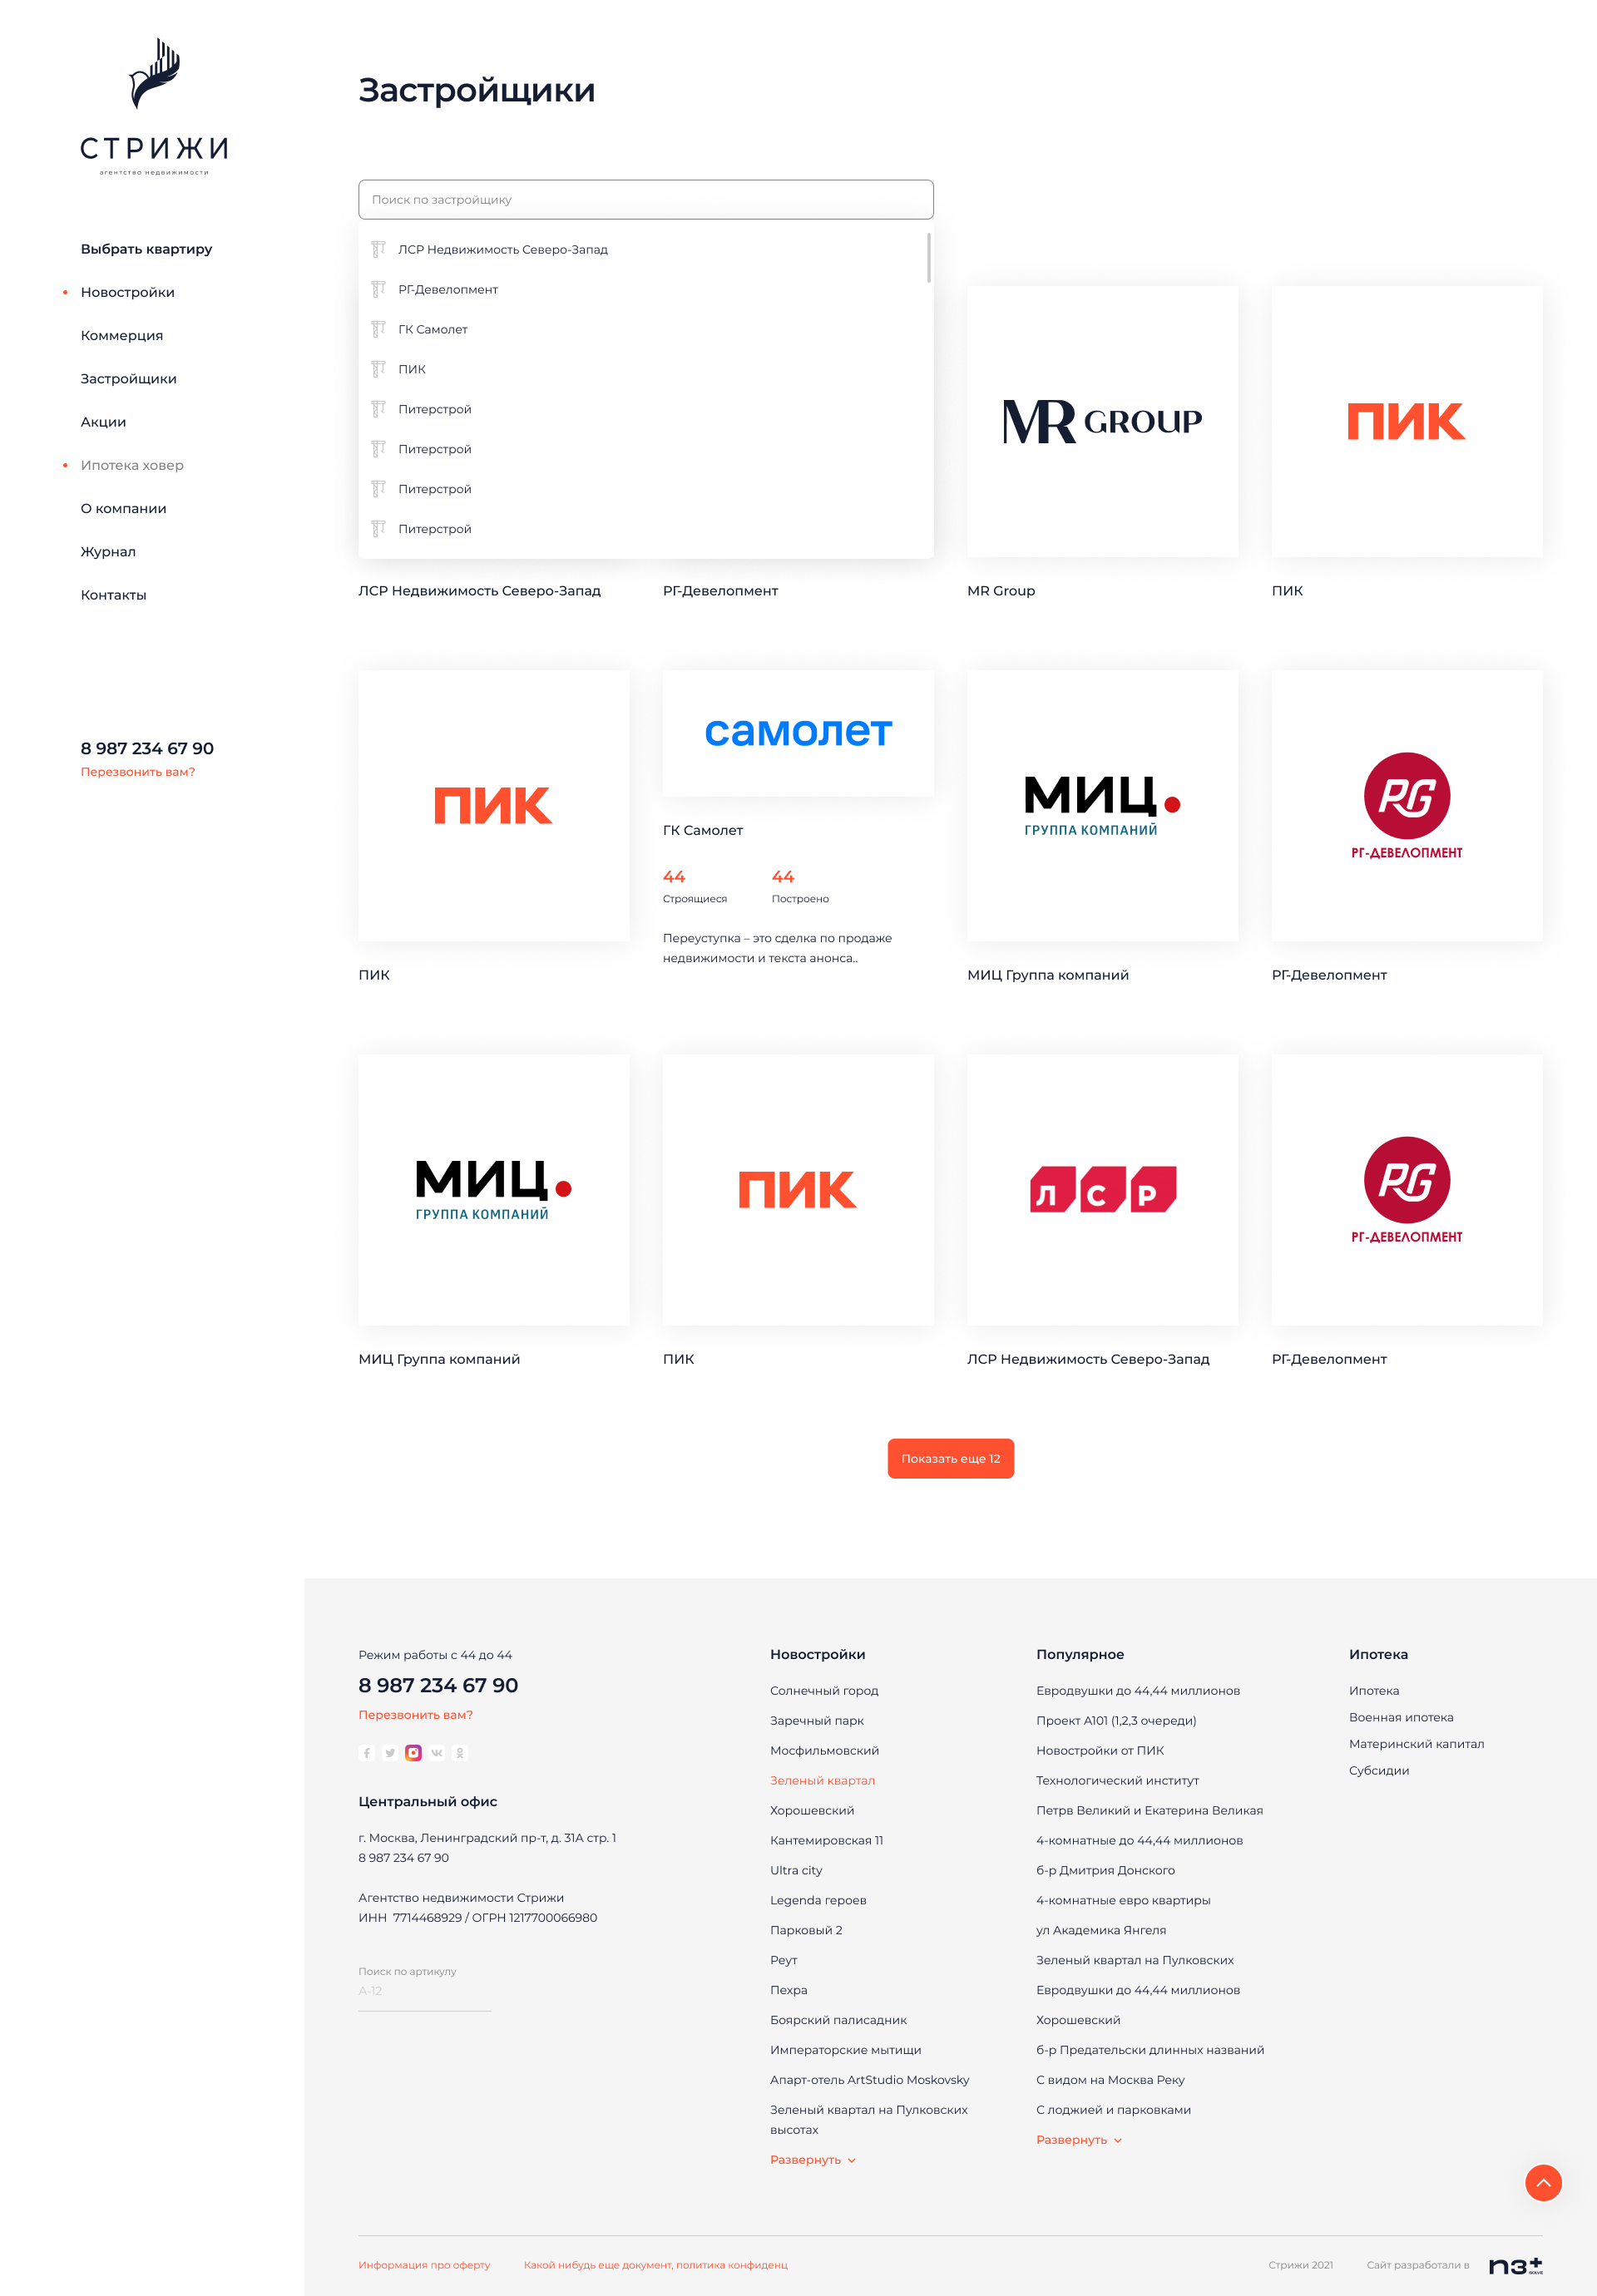 СТРИЖИ
агентство недвижимости
Выбрать квартиру
Новостройки
Коммерция
Застройщики
Акции
Ипотека ховер
О компании
Журнал
Контакты
8 987 234 67 90
Перезвонить вам?
Застройщики
Поиск по застройщику
ЛСР Недвижимость Северо-Запад
РГ-Девелопмент
ГК Самолет
ПИК
Питерстрой
Питерстрой
Питерстрой
Питерстрой
MR GROUP
ПИК
ЛСР Недвижимость Северо-Запад
РГ-Девелопмент
MR Group
ПИК
ПИК
самолет
ГК Самолет
44
44
Строящиеся
Построено
Переуступка – это сделка по продаже
недвижимости и текста анонса..
МИЦ.
ГРУППА КОМПАНИЙ
PG
РГ-ДЕВЕЛОПМЕНТ
ПИК
МИЦ Группа компаний
РГ-Девелопмент
МИЦ.
ГРУППА КОМПАНИЙ
ПИК
ЛСР
PG
РГ-ДЕВЕЛОПМЕНТ
МИЦ Группа компаний
ПИК
ЛСР Недвижимость Северо-Запад
РГ-Девелопмент
Показать еще 12
Режим работы с 44 до 44
8 987 234 67 90
Перезвонить вам?
Центральный офис
г. Москва, Ленинградский пр-т, д. 31А стр. 1
8 987 234 67 90
Агентство недвижимости Стрижи
ИНН 7714468929 / ОГРН 1217700066980
Поиск по артикулу
А-12
Новостройки
Солнечный город
Заречный парк
Мосфильмовский
Зеленый квартал
Хорошевский
Кантемировская 11
Ultra city
Legenda героев
Парковый 2
Реут
Пехра
Боярский палисадник
Императорские мытищи
Апарт-отель ArtStudio Moskovsky
Зеленый квартал на Пулковских
высотах
Развернуть
Популярное
Евродвушки до 44,44 миллионов
Проект А101 (1,2,3 очереди)
Новостройки от ПИК
Технологический институт
Петрв Великий и Екатерина Великая
4-комнатные до 44,44 миллионов
б-р Дмитрия Донского
4-комнатные евро квартиры
ул Академика Янгеля
Зеленый квартал на Пулковских
Евродвушки до 44,44 миллионов
Хорошевский
б-р Предательски длинных названий
С видом на Москва Реку
С лоджией и парковками
Развернуть
Ипотека
Ипотека
Военная ипотека
Материнский капитал
Субсидии
Информация про оферту
Какой нибудь еще документ, политика конфиденц
Стрижи 2021
Сайт разработали в
n3+